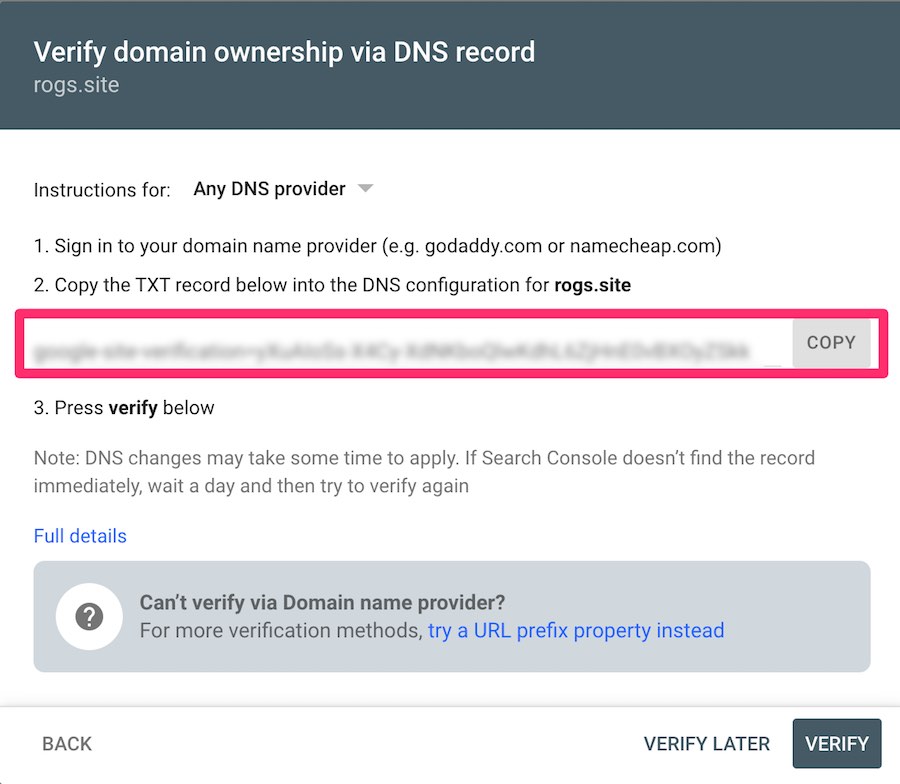 Verify domain ownership via DNS record
rogs.site
Instructions for: Any DNS provider
1. Sign in to your domain name provider (e.g. godaddy.com or namecheap.com)
2. Copy the TXT record below into the DNS configuration for rogs.site
COPY
3. Press verify below
Note: DNS changes may take some time to apply. If Search Console doesn’t find the record
immediately, wait a day and then try to verify again
Full details
Can’t verify via Domain name provider?
For more verification methods, try a URL prefix property instead
BACK VERIFY LATER VERIFY